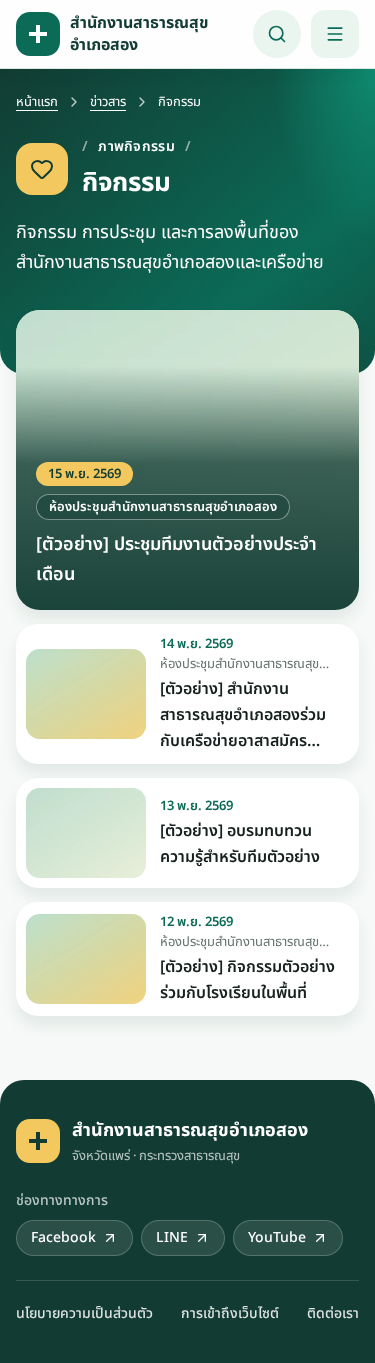 สำนักงานสาธารณสุข
อำเภอสอง
หน้าแรก > ข่าวสาร > กิจกรรม
/ ภาพกิจกรรม /
กิจกรรม
กิจกรรม การประชุม และการลงพื้นที่ของ
สำนักงานสาธารณสุขอำเภอสองและเครือข่าย
15 พ.ย. 2569
ห้องประชุมสำนักงานสาธารณสุขอำเภอสอง
[ตัวอย่าง] ประชุมทีมงานตัวอย่างประจำ
เดือน
14 พ.ย. 2569
ห้องประชุมสำนักงานสาธารณสุข...
[ตัวอย่าง] สำนักงาน
สาธารณสุขอำเภอสองร่วม
กับเครือข่ายอาสาสมัคร...
13 พ.ย. 2569
[ตัวอย่าง] อบรมทบทวน
ความรู้สำหรับทีมตัวอย่าง
12 พ.ย. 2569
ห้องประชุมสำนักงานสาธารณสุข...
[ตัวอย่าง] กิจกรรมตัวอย่าง
ร่วมกับโรงเรียนในพื้นที่
สำนักงานสาธารณสุขอำเภอสอง
จังหวัดแพร่ · กระทรวงสาธารณสุข
ช่องทางทางการ
Facebook LINE YouTube
นโยบายความเป็นส่วนตัว การเข้าถึงเว็บไซต์ ติดต่อเรา